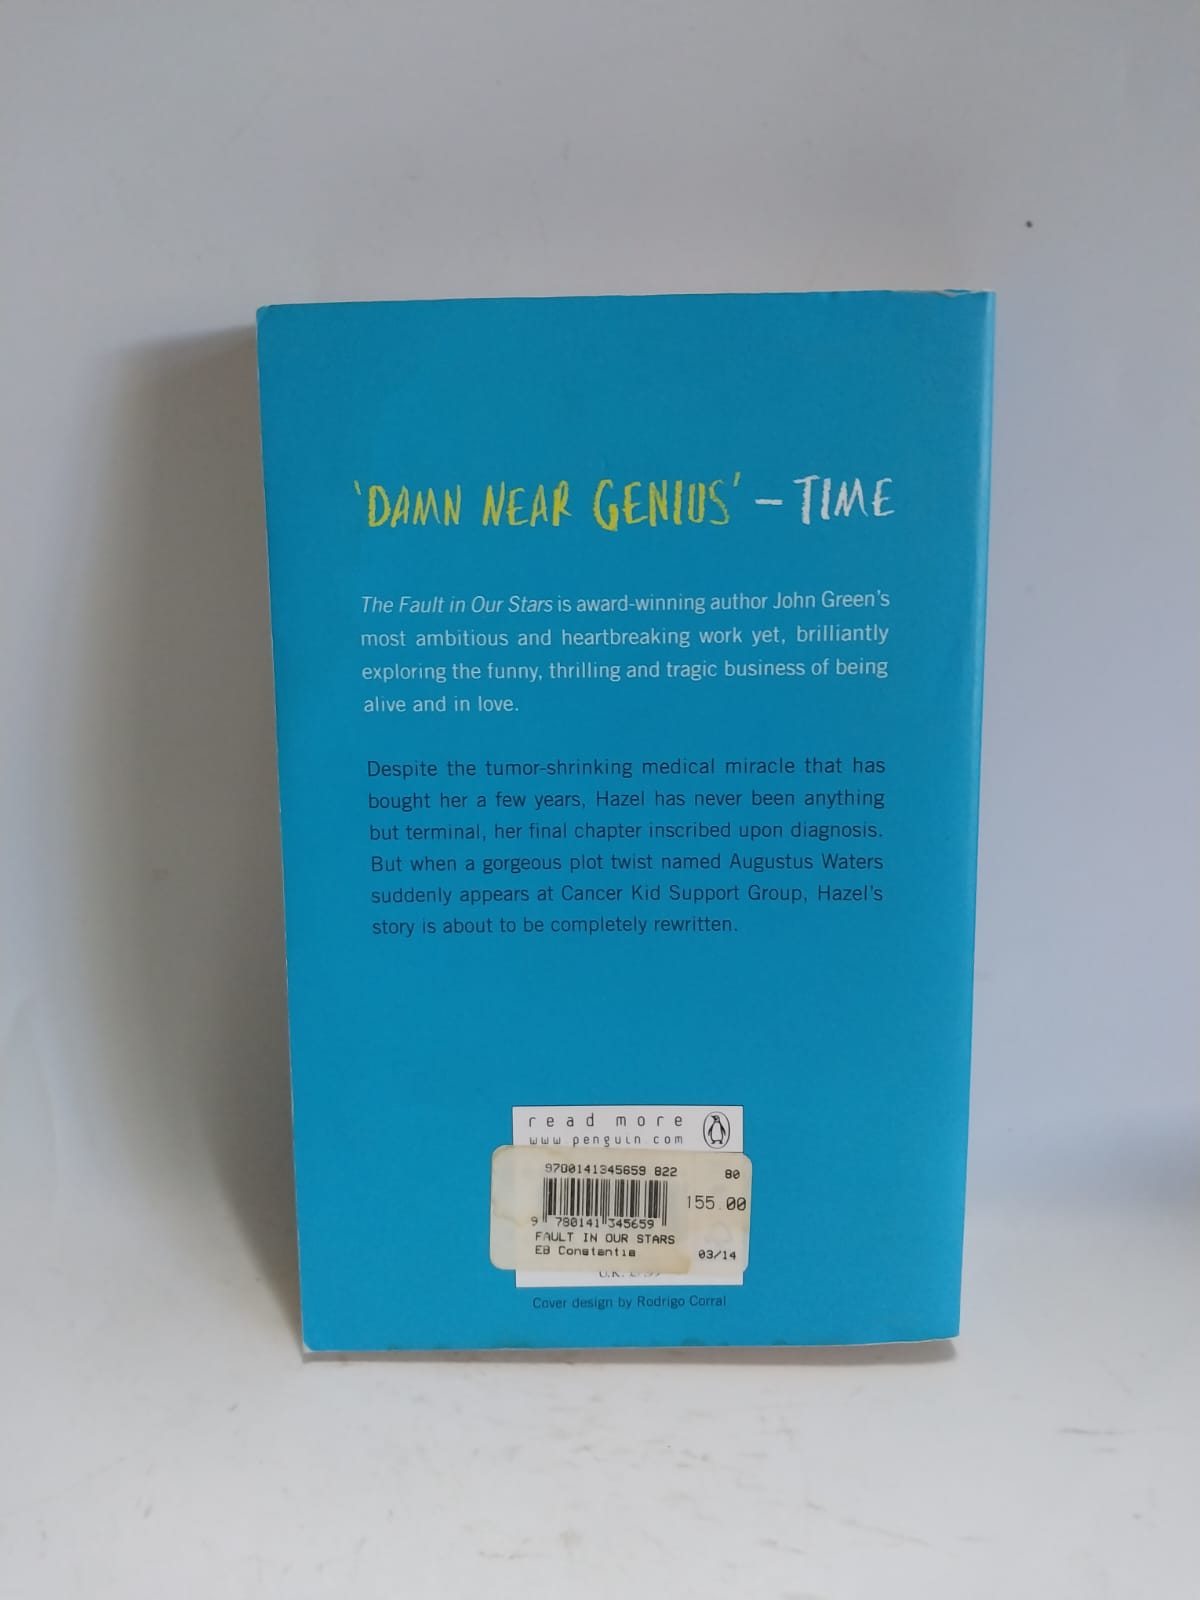 'DAMN NEAR GENIUS' – TIME
The Fault in Our Stars is award-winning author John Green's
most ambitious and heartbreaking work yet, brilliantly
exploring the funny, thrilling and tragic business of being
alive and in love.
Despite the tumor-shrinking medical miracle that has
bought her a few years, Hazel has never been anything
but terminal, her final chapter inscribed upon diagnosis.
But when a gorgeous plot twist named Augustus Waters
suddenly appears at Cancer Kid Support Group, Hazel's
story is about to be completely rewritten.
read more
www.penguin.com
9780141345659 822 80
155.00
9 780141 345659
FAULT IN OUR STARS
EB Constantia 03/14
U.K.
Cover design by Rodrigo Corral